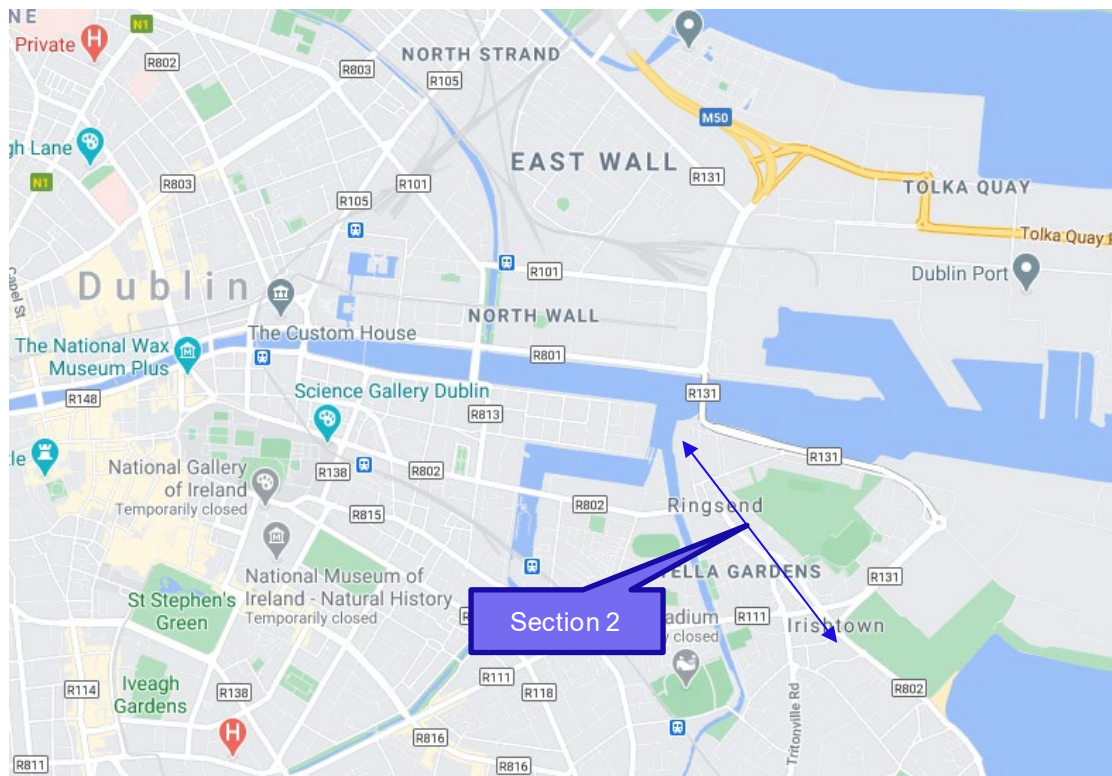 NE
N1
Private
R802
R803
NORTH STRAND
R105
M50
gh Lane
N1
R803
R101
R105
EAST WALL
R131
TOLKA QUAY
Tolka Quay R
Dublin Port
Capel St
Dublin
R101
NORTH WALL
The Custom House
R801
The National Wax
Museum Plus
R148
Science Gallery Dublin
R131
R813
R131
National Gallery
of Ireland
Temporarily closed
R138
R802
R815
R802
Ringsend
National Museum of
Ireland - Natural History
Temporarily closed
St Stephen's
Green
TELLA GARDENS
R131
Section 2
adium
closed
R111
Irishtown
R114
Iveagh
Gardens
R138
R111
R118
R802
Tritonville Rd
R816
R811
R816